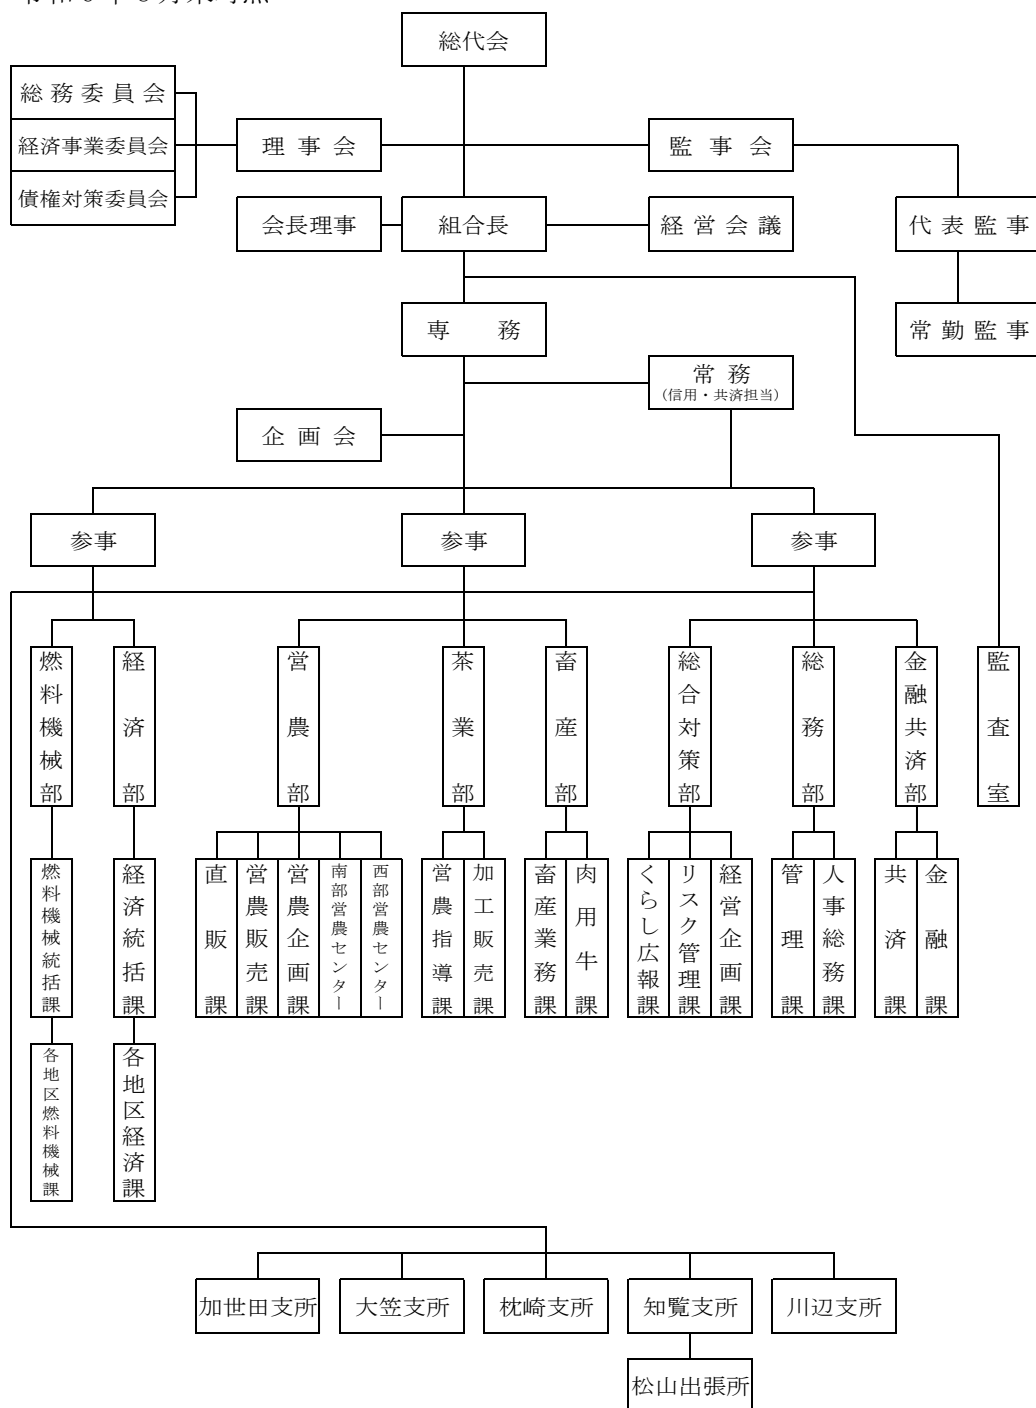 総代会
総務委員会
経済事業委員会
債権対策委員会
理事会
監事会
会長理事
組合長
経営会議
代表監事
専　務
常勤監事
常務
(信用・共済担当)
企画会
参事
参事
参事
燃料機械部
経済部
営農部
茶業部
畜産部
総合対策部
総務部
金融共済部
監査室
燃料機械統括課
経済統括課
直販課
営農販売課
営農企画課
南部営農センター
西部営農センター
営農指導課
加工販売課
畜産業務課
肉用牛課
くらし広報課
リスク管理課
経営企画課
管理課
人事総務課
共済課
金融課
各地区燃料機械課
各地区経済課
加世田支所
大笠支所
枕崎支所
知覧支所
川辺支所
松山出張所